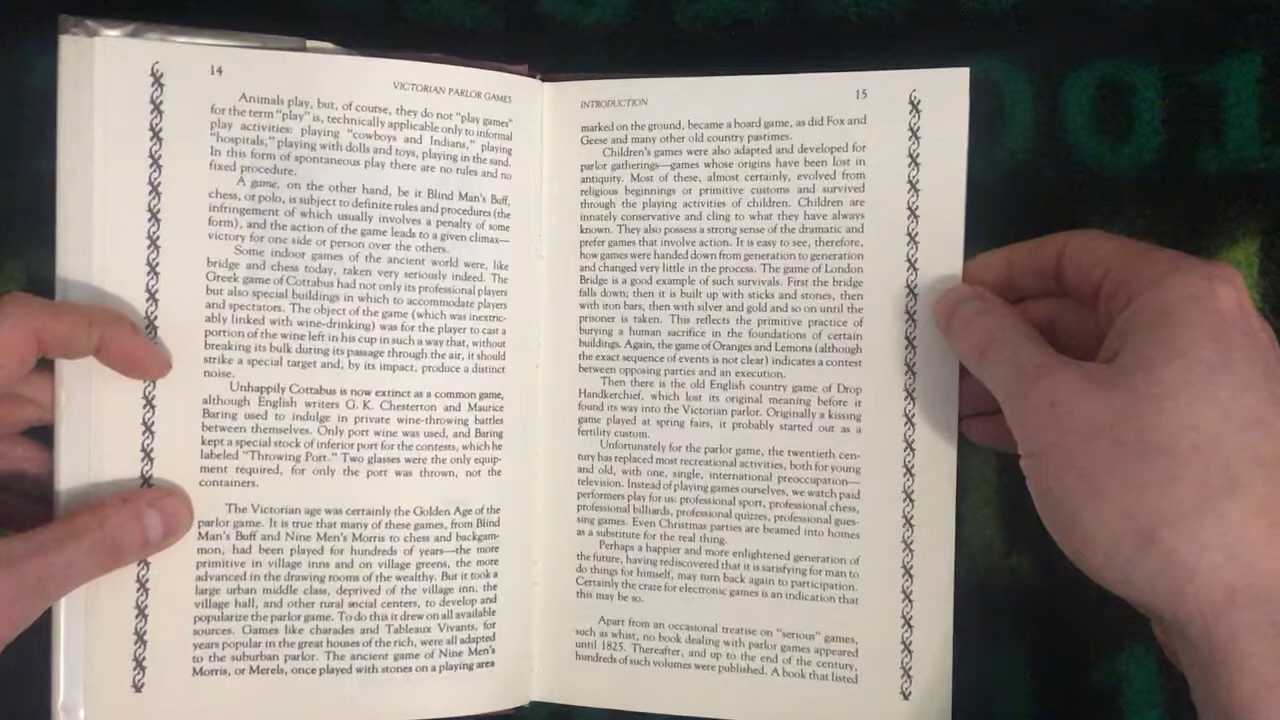 14
VICTORIAN PARLOR GAMES
Animals play, but, of course, they do not "play games"
for the term "play" is, technically applicable only to informal
play activities: playing "cowboys and Indians," playing
"hospitals," playing with dolls and toys, playing in the sand.
In this form of spontaneous play there are no rules and no
fixed procedure.
A game, on the other hand, be it Blind Man's Buff,
chess, or polo, is subject to definite rules and procedures (the
infringement of which usually involves a penalty of some
form), and the action of the game leads to a given climax—
victory for one side or person over the others.
Some indoor games of the ancient world were, like
bridge and chess today, taken very seriously indeed. The
Greek game of Cottabus had not only its professional players
but also special buildings in which to accommodate players
and spectators. The object of the game (which was inextric-
ably linked with wine-drinking) was for the player to cast a
portion of the wine left in his cup in such a way that, without
breaking its bulk during its passage through the air, it should
strike a special target and, by its impact, produce a distinct
noise.
Unhappily Cottabus is now extinct as a common game,
although English writers G. K. Chesterton and Maurice
Baring used to indulge in private wine-throwing battles
between themselves. Only port wine was used, and Baring
kept a special stock of inferior port for the contests, which he
labeled "Throwing Port." Two glasses were the only equip-
ment required, for only the port was thrown, not the
containers.
The Victorian age was certainly the Golden Age of the
parlor game. It is true that many of these games, from Blind
Man's Buff and Nine Men's Morris to chess and backgam-
mon, had been played for hundreds of years—the more
primitive in village inns and on village greens, the more
advanced in the drawing rooms of the wealthy. But it took a
large urban middle class, deprived of the village inn, the
village hall, and other rural social centers, to develop and
popularize the parlor game. To do this it drew on all available
sources. Games like charades and Tableaux Vivants, for
years popular in the great houses of the rich, were all adapted
to the suburban parlor. The ancient game of Nine Men's
Morris, or Merels, once played with stones on a playing area
INTRODUCTION
15
marked on the ground, became a board game, as did Fox and
Geese and many other old country pastimes.
Children's games were also adapted and developed for
parlor gatherings—games whose origins have been lost in
antiquity. Most of these, almost certainly, evolved from
religious beginnings or primitive customs and survived
through the playing activities of children. Children are
innately conservative and cling to what they have always
known. They also possess a strong sense of the dramatic and
prefer games that involve action. It is easy to see, therefore,
how games were handed down from generation to generation
and changed very little in the process. The game of London
Bridge is a good example of such survivals. First the bridge
falls down; then it is built up with sticks and stones, then
with iron bars, then with silver and gold and so on until the
prisoner is taken. This reflects the primitive practice of
burying a human sacrifice in the foundations of certain
buildings. Again, the game of Oranges and Lemons (although
the exact sequence of events is not clear) indicates a contest
between opposing parties and an execution.
Then there is the old English country game of Drop
Handkerchief, which lost its original meaning before it
found its way into the Victorian parlor. Originally a kissing
game played at spring fairs, it probably started out as a
fertility custom.
Unfortunately for the parlor game, the twentieth cen-
tury has replaced most recreational activities, both for young
and old, with one, single, international preoccupation—
television. Instead of playing games ourselves, we watch paid
performers play for us: professional sport, professional chess,
professional billiards, professional quizzes, professional gues-
sing games. Even Christmas parties are beamed into homes
as a substitute for the real thing.
Perhaps a happier and more enlightened generation of
the future, having rediscovered that it is satisfying for man to
do things for himself, may turn back again to participation.
Certainly the craze for electronic games is an indication that
this may be so.
Apart from an occasional treatise on "serious" games,
such as whist, no book dealing with parlor games appeared
until 1825. Thereafter, and up to the end of the century,
hundreds of such volumes were published. A book that listed